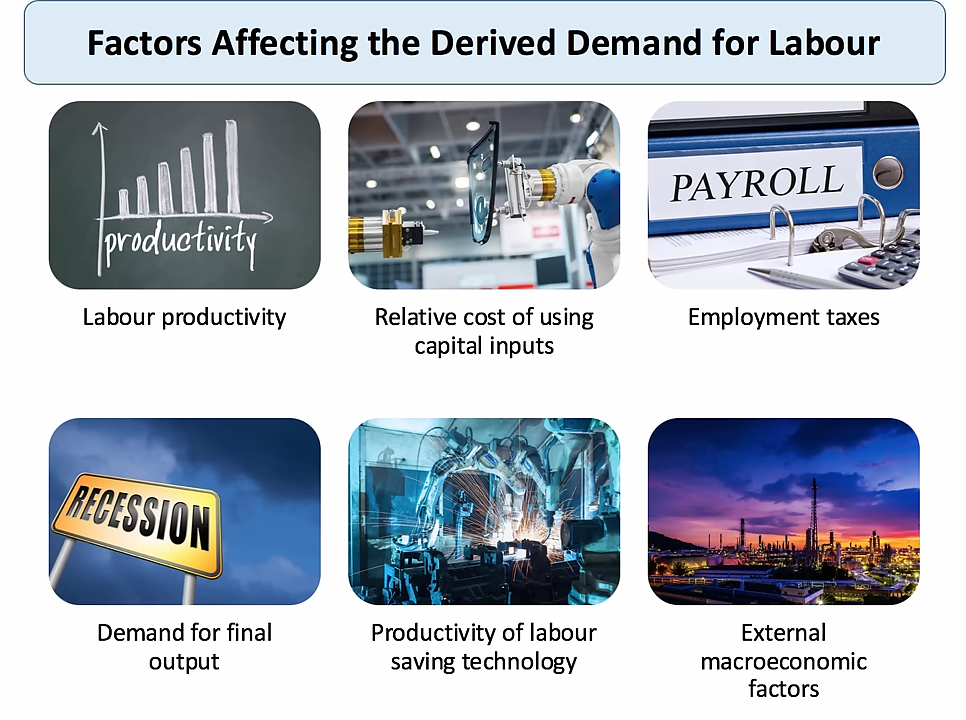 Factors Affecting the Derived Demand for Labour
productivity
PAYROLL
Labour productivity
Relative cost of using
capital inputs
Employment taxes
RECESSION
Demand for final
output
Productivity of labour
saving technology
External
macroeconomic
factors